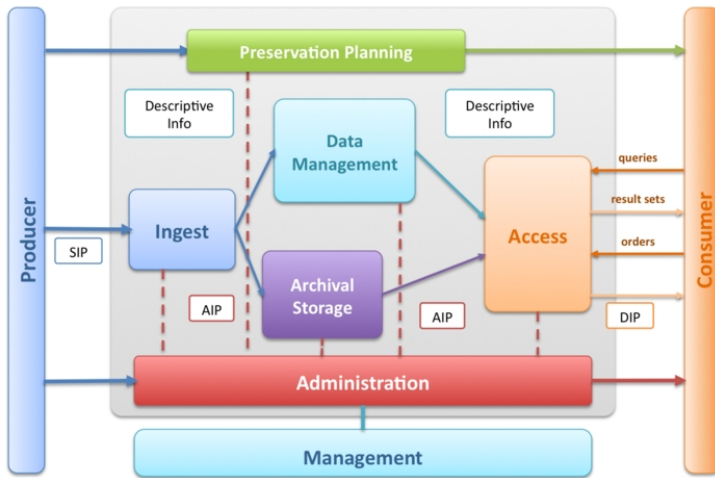 Preservation Planning
Descriptive
Info
Descriptive
Info
Data
Management
queries
result sets
orders
Producer
SIP
Ingest
Access
Consumer
AIP
Archival
Storage
AIP
DIP
Administration
Management